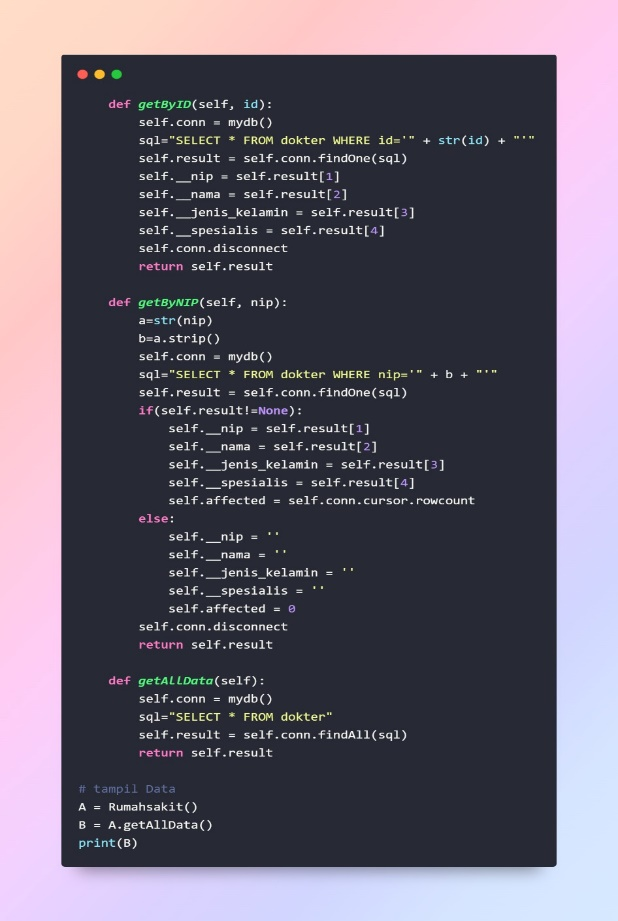 def getByID(self, id):
self.conn = mydb()
sql="SELECT * FROM dokter WHERE id='" + str(id) + "'"
self.result = self.conn.findOne(sql)
self.__nip = self.result[1]
self.__nama = self.result[2]
self.__jenis_kelamin = self.result[3]
self.__spesialis = self.result[4]
self.conn.disconnect
return self.result
def getByNIP(self, nip):
a=str(nip)
b=a.strip()
self.conn = mydb()
sql="SELECT * FROM dokter WHERE nip='" + b + "'"
self.result = self.conn.findOne(sql)
if(self.result!=None):
self.__nip = self.result[1]
self.__nama = self.result[2]
self.__jenis_kelamin = self.result[3]
self.__spesialis = self.result[4]
self.affected = self.conn.cursor.rowcount
else:
self.__nip = ''
self.__nama = ''
self.__jenis_kelamin = ''
self.__spesialis = ''
self.affected = 0
self.conn.disconnect
return self.result
def getAllData(self):
self.conn = mydb()
sql="SELECT * FROM dokter"
self.result = self.conn.findAll(sql)
return self.result
# tampil Data
A = Rumahsakit()
B = A.getAllData()
print(B)